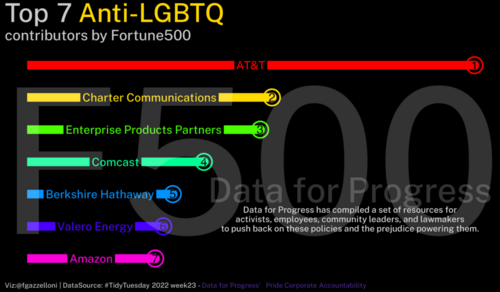 Top 7 Anti-LGBTQ
contributors by Fortune500
F500
AT&T 1
Charter Communications 2
Enterprise Products Partners 3
Comcast 4
Berkshire Hathaway 5
Data for Progress
Data for Progress has compiled a set of resources for
activists, employees, community leaders, and lawmakers
to push back on these policies and the prejudice powering them.
Valero Energy 6
Amazon 7
Viz:@fgazzelloni | DataSource: #TidyTuesday 2022 week23 - Data for Progress' Pride Corporate Accountability